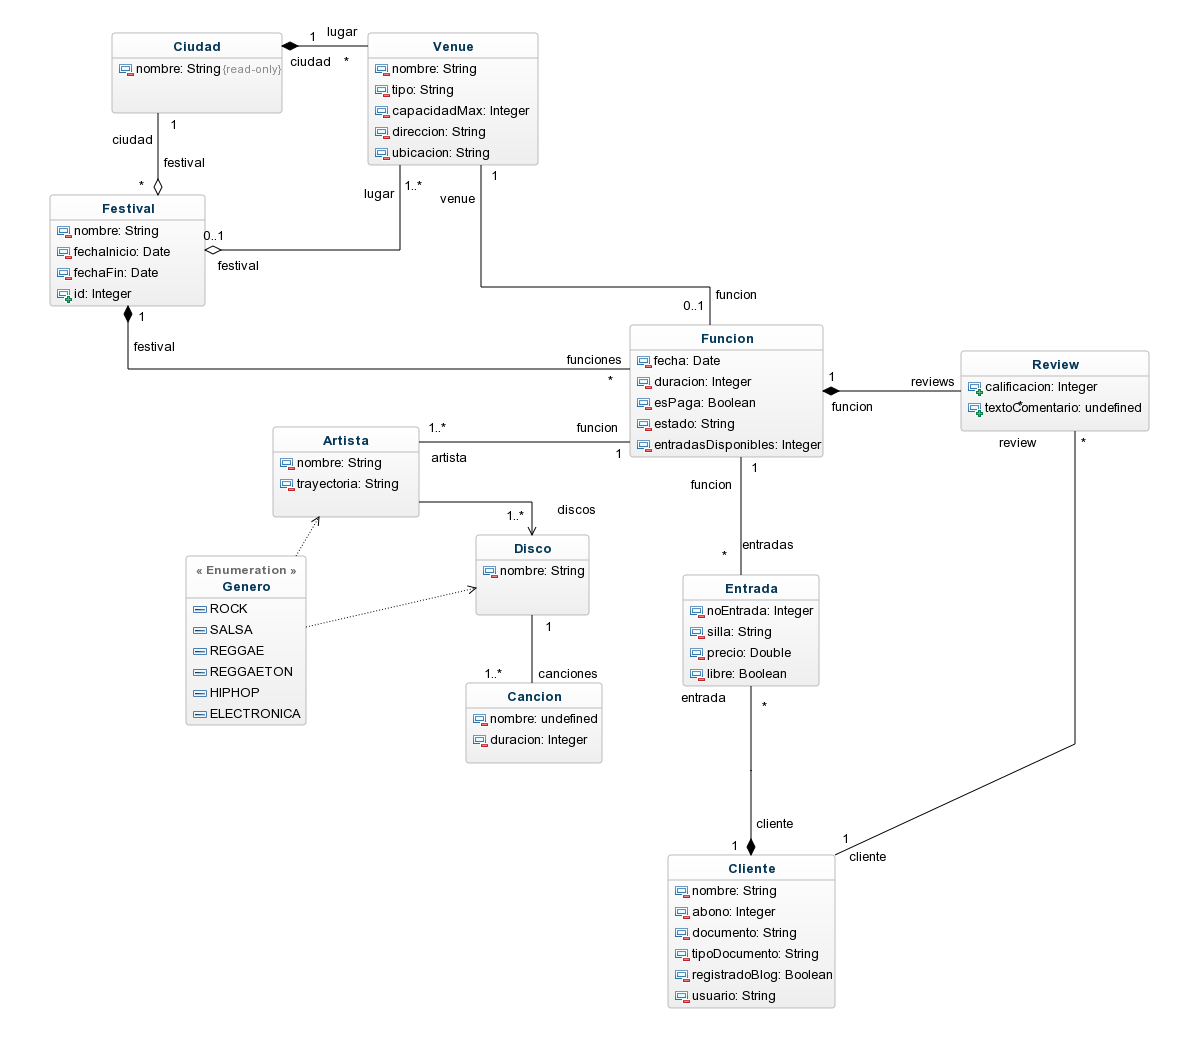 Ciudad
nombre: String {read-only}
1
lugar
ciudad
*
Venue
nombre: String
tipo: String
capacidadMax: Integer
direccion: String
ubicacion: String
1
ciudad
festival
*
lugar
1..*
1
venue
Festival
nombre: String
fechaInicio: Date
fechaFin: Date
id: Integer
0..1
festival
1
festival
funcion
0..1
funciones
*
Funcion
fecha: Date
duracion: Integer
esPaga: Boolean
estado: String
entradasDisponibles: Integer
1
funcion
reviews
*
Review
calificacion: Integer
textoComentario: undefined
review
*
1..*
artista
funcion
1
Artista
nombre: String
trayectoria: String
1..*
discos
1
funcion
entradas
*
« Enumeration »
Genero
ROCK
SALSA
REGGAE
REGGAETON
HIPHOP
ELECTRONICA
Disco
nombre: String
1
1..*
canciones
Cancion
nombre: undefined
duracion: Integer
Entrada
noEntrada: Integer
silla: String
precio: Double
libre: Boolean
entrada
*
cliente
1
1
cliente
Cliente
nombre: String
abono: Integer
documento: String
tipoDocumento: String
registradoBlog: Boolean
usuario: String